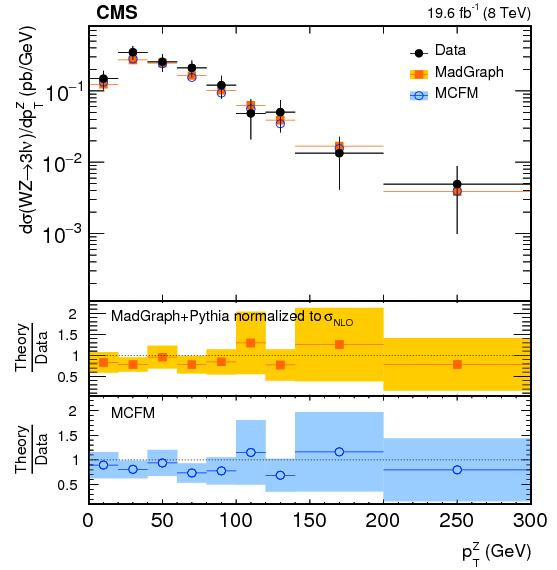 CMS 19.6 fb⁻¹ (8 TeV)
dσ(WZ→3lν)/dp_T^Z (pb/GeV)
Data
MadGraph
MCFM
10⁻¹
10⁻²
10⁻³
Theory
Data
MadGraph+Pythia normalized to σ_NLO
2
1.5
1
0.5
Theory
Data
MCFM
2
1.5
1
0.5
0 50 100 150 200 250 300
p_T^Z (GeV)